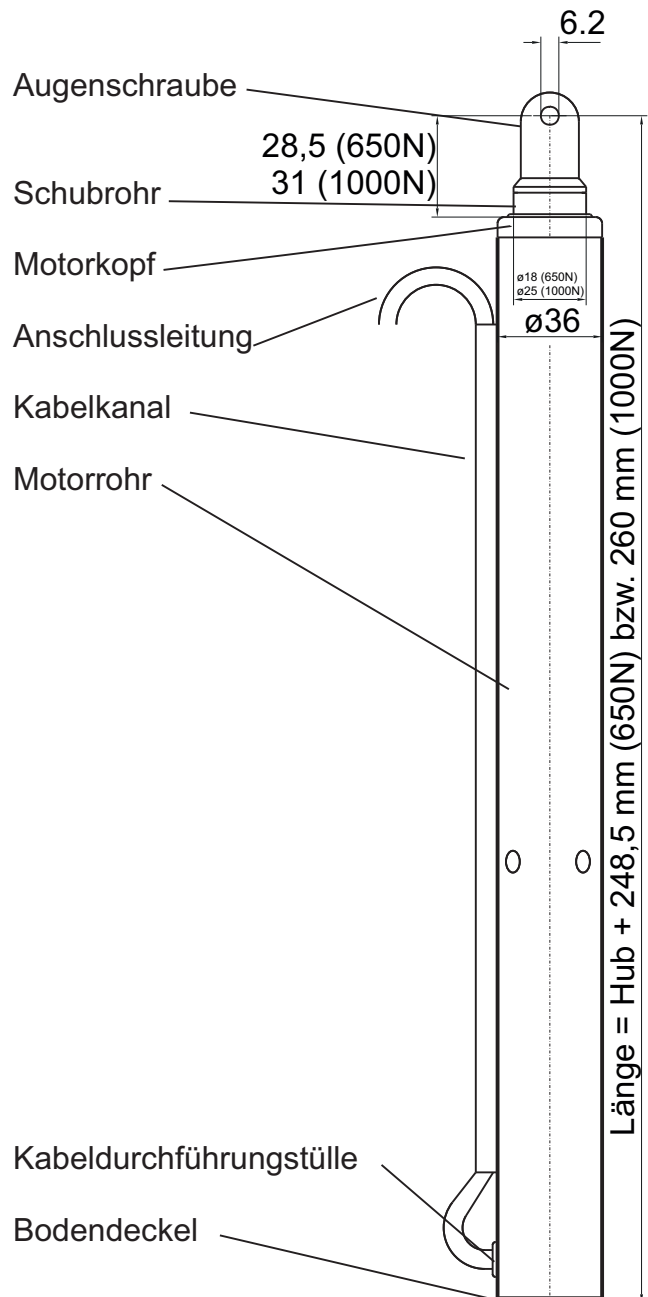 6.2
Augenschraube
28,5 (650N)
31 (1000N)
Schubrohr
Motorkopf
ø18 (650N)
ø25 (1000N)
Anschlussleitung
ø36
Kabelkanal
Motorrohr
Länge = Hub + 248,5 mm (650N) bzw. 260 mm (1000N)
Kabeldurchführungstülle
Bodendeckel